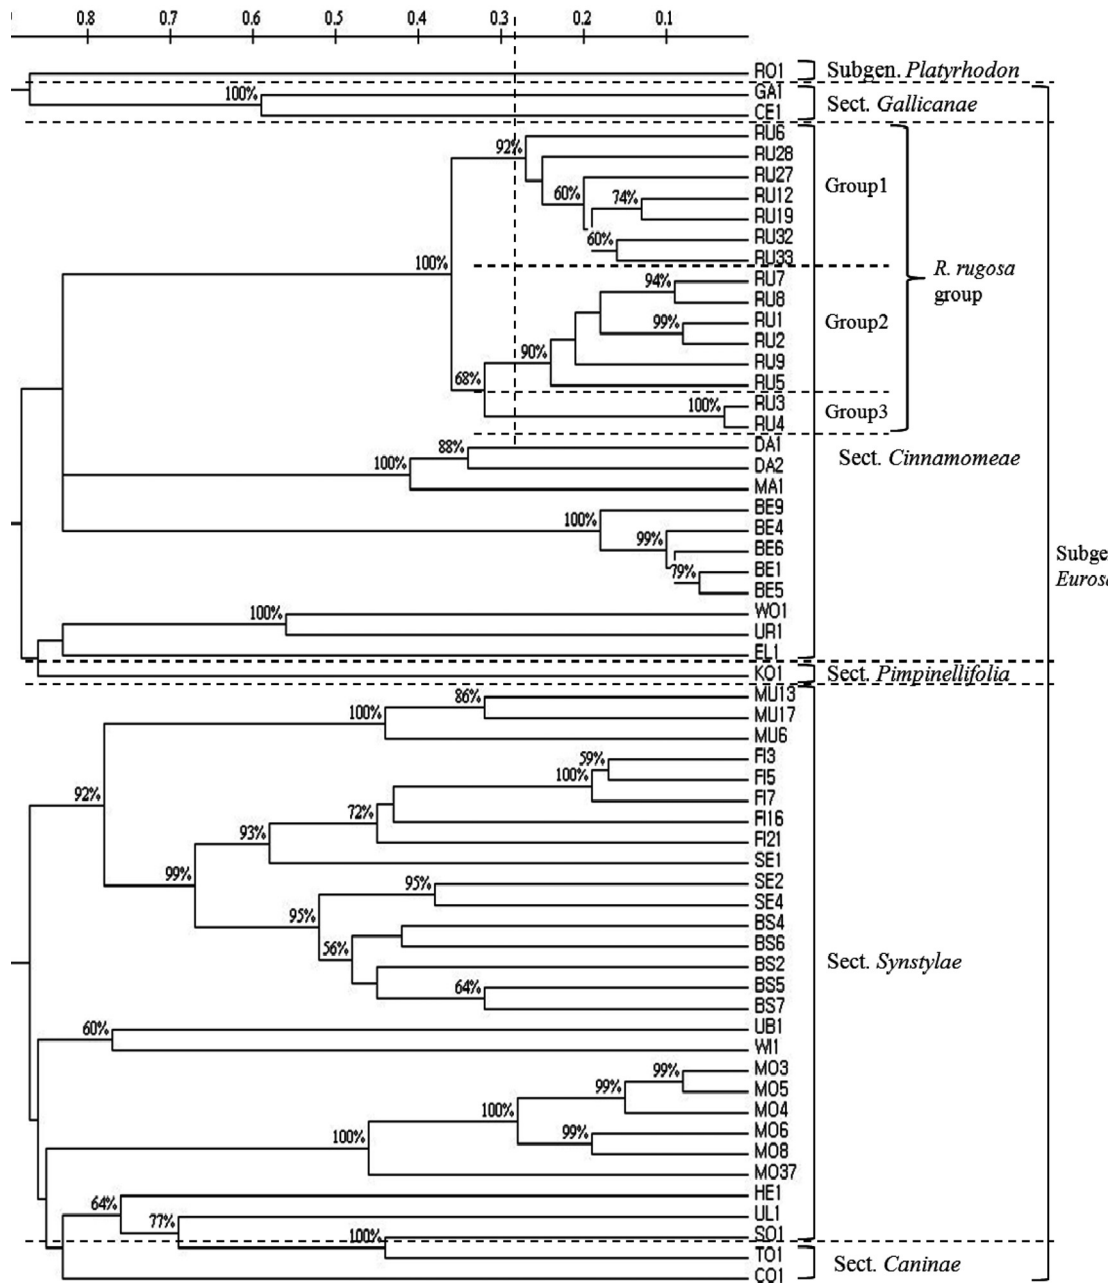 0.8 0.7 0.6 0.5 0.4 0.3 0.2 0.1
RO1 Subgen. Platyrhodon
GA1
100% Sect. Gallicanae
CE1
RU6
92%
RU28
RU27
Group1
60% 74% RU12
RU19
60% RU32
RU33
100%
R. rugosa
group
94% RU7
RU8
99% RU1
Group2
RU2
90% RU9
68% RU5
100% RU3
Group3
RU4
88% DA1
Sect. Cinnamomeae
100% DA2
MA1
100% BE9
99% BE4
BE6
Subge
79% BE1
Eurosa
BE5
100% WO1
UR1
EL1
KO1 Sect. Pimpinellifolia
86% MU13
100% MU17
MU6
59% FI3
100% FI5
92% FI7
72% FI16
93% FI21
99% SE1
95% SE2
95% SE4
56% BS4
BS6
BS2
Sect. Synstylae
64% BS5
BS7
60% UB1
WI1
99% MO3
99% MO5
100% MO4
100% 99% MO6
MO8
MO37
64% HE1
77% UL1
100% SO1
TO1
Sect. Caninae
CO1